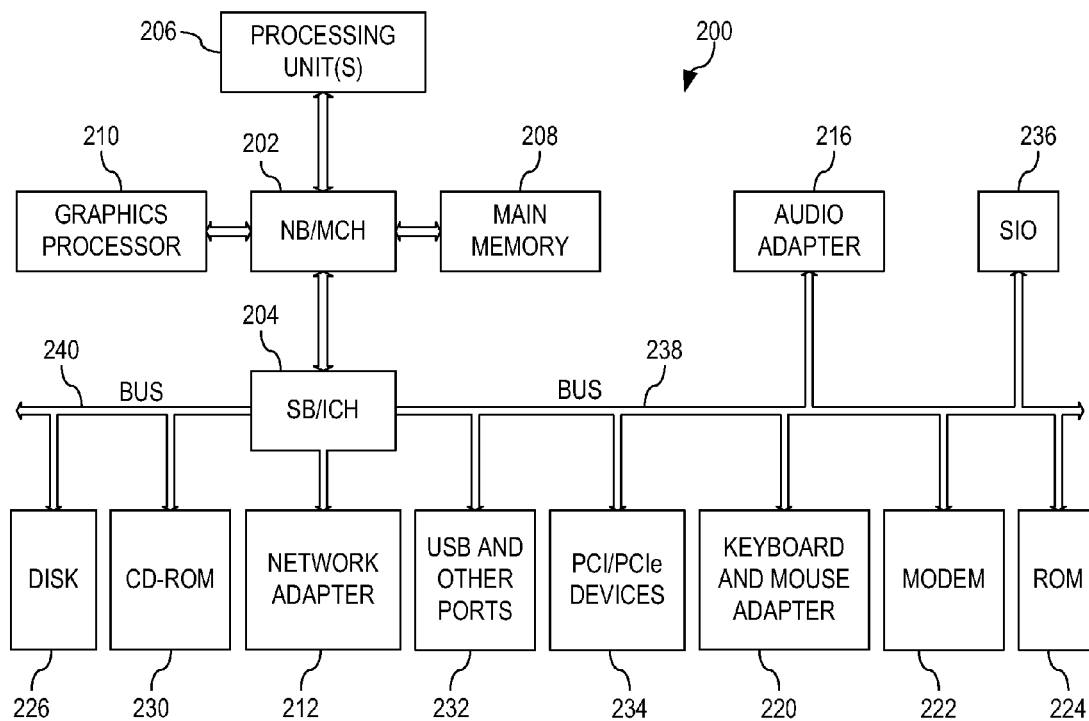 206
PROCESSING
UNIT(S)
200
210
202
208
216
236
GRAPHICS
PROCESSOR
NB/MCH
MAIN
MEMORY
AUDIO
ADAPTER
SIO
204
240
BUS
SB/ICH
BUS
238
DISK
CD-ROM
NETWORK
ADAPTER
USB AND
OTHER
PORTS
PCI/PCIe
DEVICES
KEYBOARD
AND MOUSE
ADAPTER
MODEM
ROM
226
230
212
232
234
220
222
224